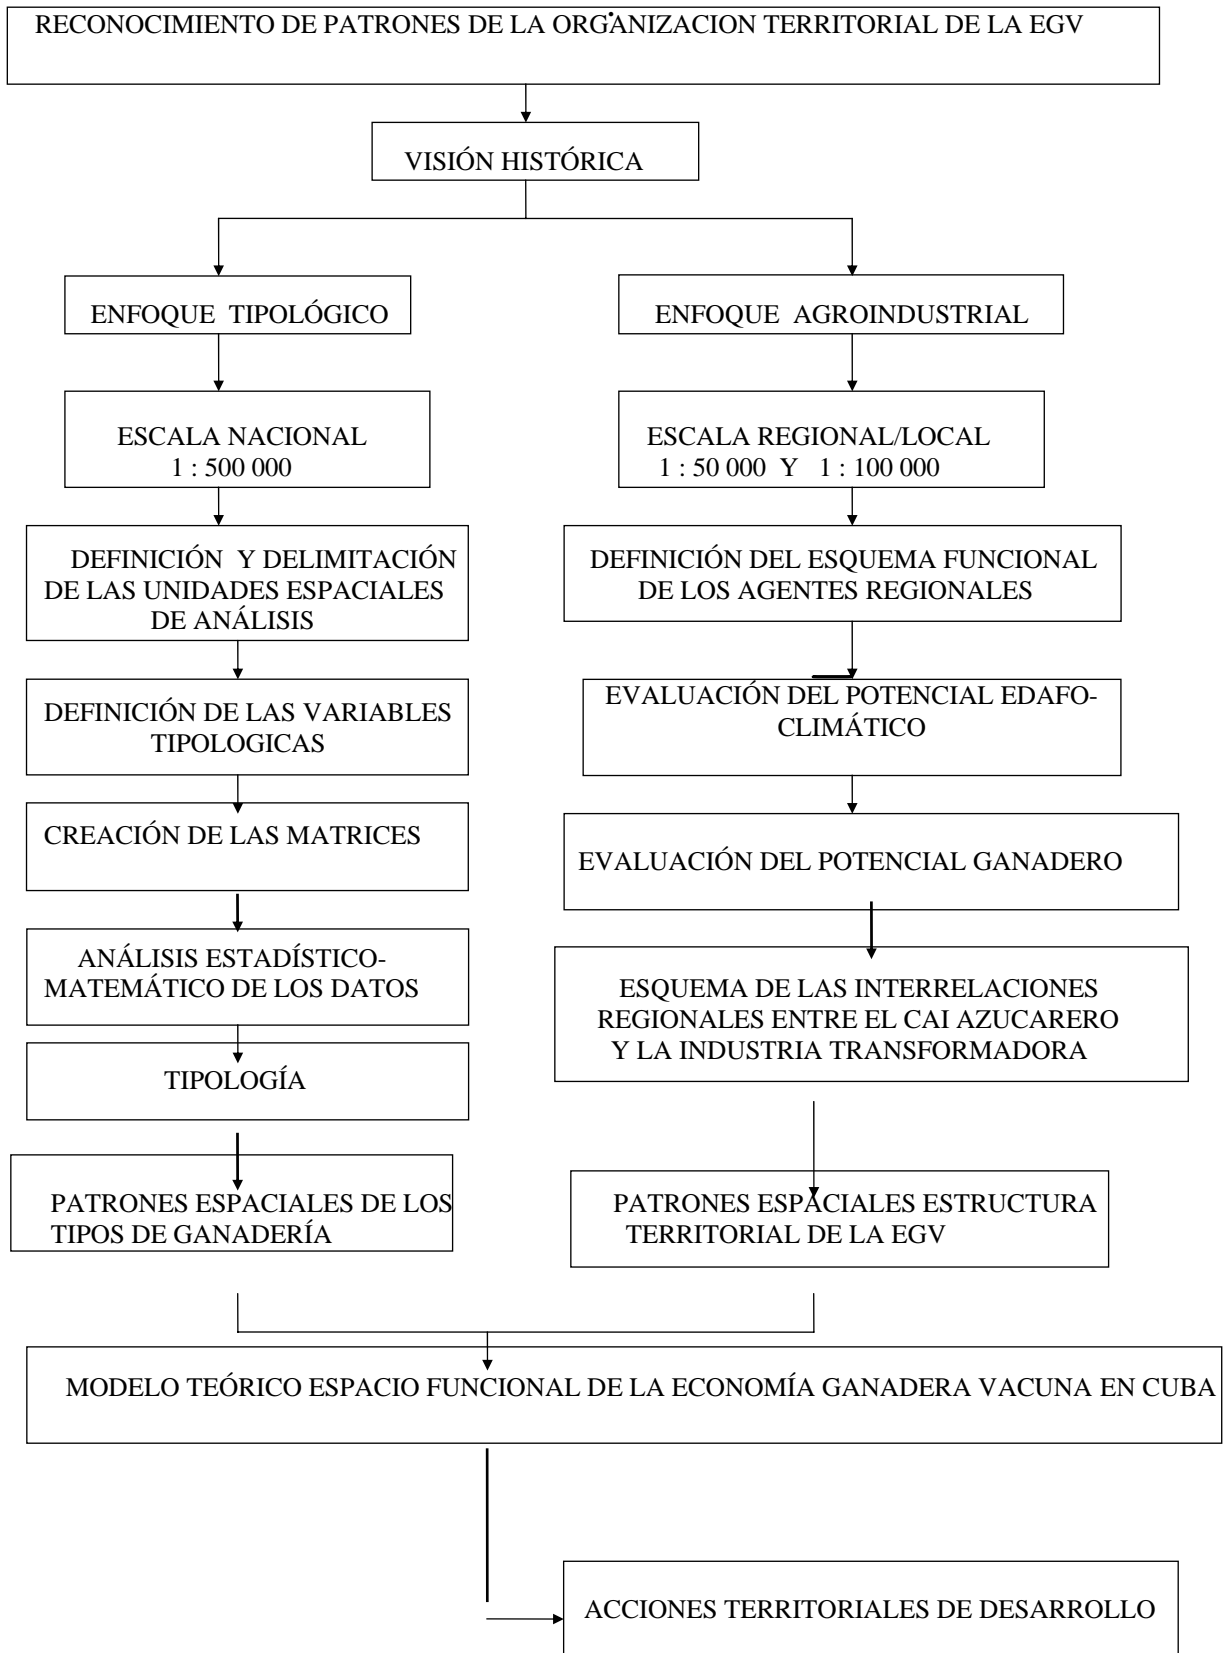 RECONOCIMIENTO DE PATRONES DE LA ORGANIZACION TERRITORIAL DE LA EGV
VISIÓN HISTÓRICA
ENFOQUE TIPOLÓGICO
ENFOQUE AGROINDUSTRIAL
ESCALA NACIONAL
1 : 500 000
ESCALA REGIONAL/LOCAL
1 : 50 000 Y 1 : 100 000
DEFINICIÓN Y DELIMITACIÓN
DE LAS UNIDADES ESPACIALES
DE ANÁLISIS
DEFINICIÓN DEL ESQUEMA FUNCIONAL
DE LOS AGENTES REGIONALES
DEFINICIÓN DE LAS VARIABLES
TIPOLOGICAS
EVALUACIÓN DEL POTENCIAL EDAFO-
CLIMÁTICO
CREACIÓN DE LAS MATRICES
EVALUACIÓN DEL POTENCIAL GANADERO
ANÁLISIS ESTADÍSTICO-
MATEMÁTICO DE LOS DATOS
ESQUEMA DE LAS INTERRELACIONES
REGIONALES ENTRE EL CAI AZUCARERO
Y LA INDUSTRIA TRANSFORMADORA
TIPOLOGÍA
PATRONES ESPACIALES DE LOS
TIPOS DE GANADERÍA
PATRONES ESPACIALES ESTRUCTURA
TERRITORIAL DE LA EGV
MODELO TEÓRICO ESPACIO FUNCIONAL DE LA ECONOMÍA GANADERA VACUNA EN CUBA
ACCIONES TERRITORIALES DE DESARROLLO